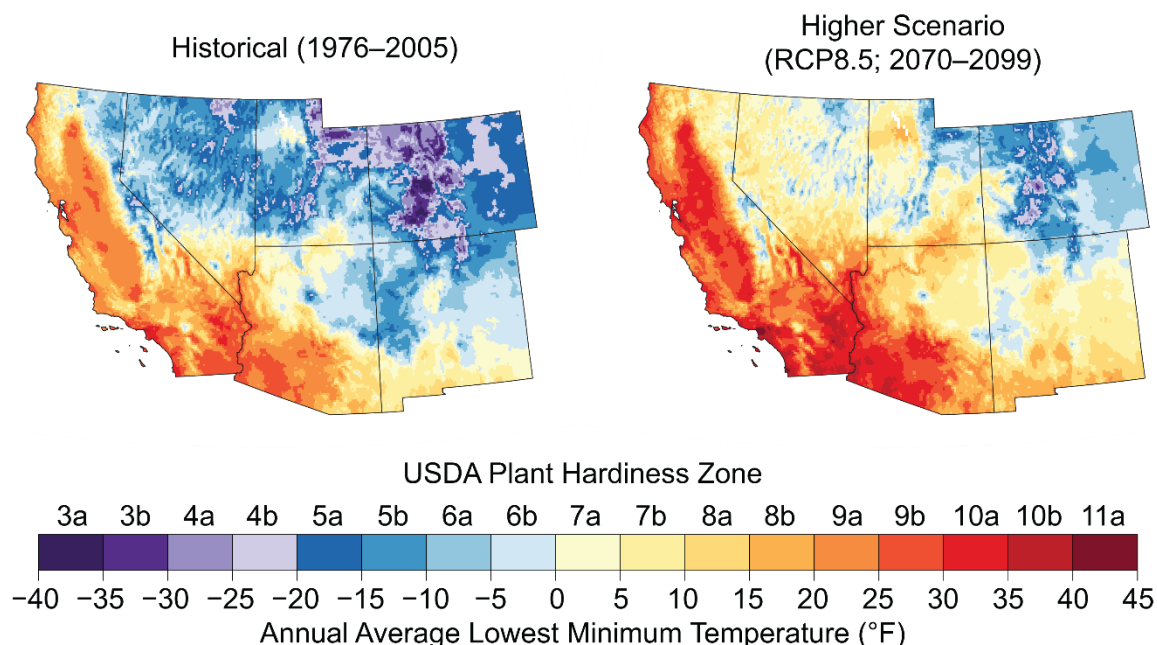 Historical (1976–2005)
Higher Scenario
(RCP8.5; 2070–2099)
USDA Plant Hardiness Zone
3a 3b 4a 4b 5a 5b 6a 6b 7a 7b 8a 8b 9a 9b 10a 10b 11a
−40 −35 −30 −25 −20 −15 −10 −5 0 5 10 15 20 25 30 35 40 45
Annual Average Lowest Minimum Temperature (°F)